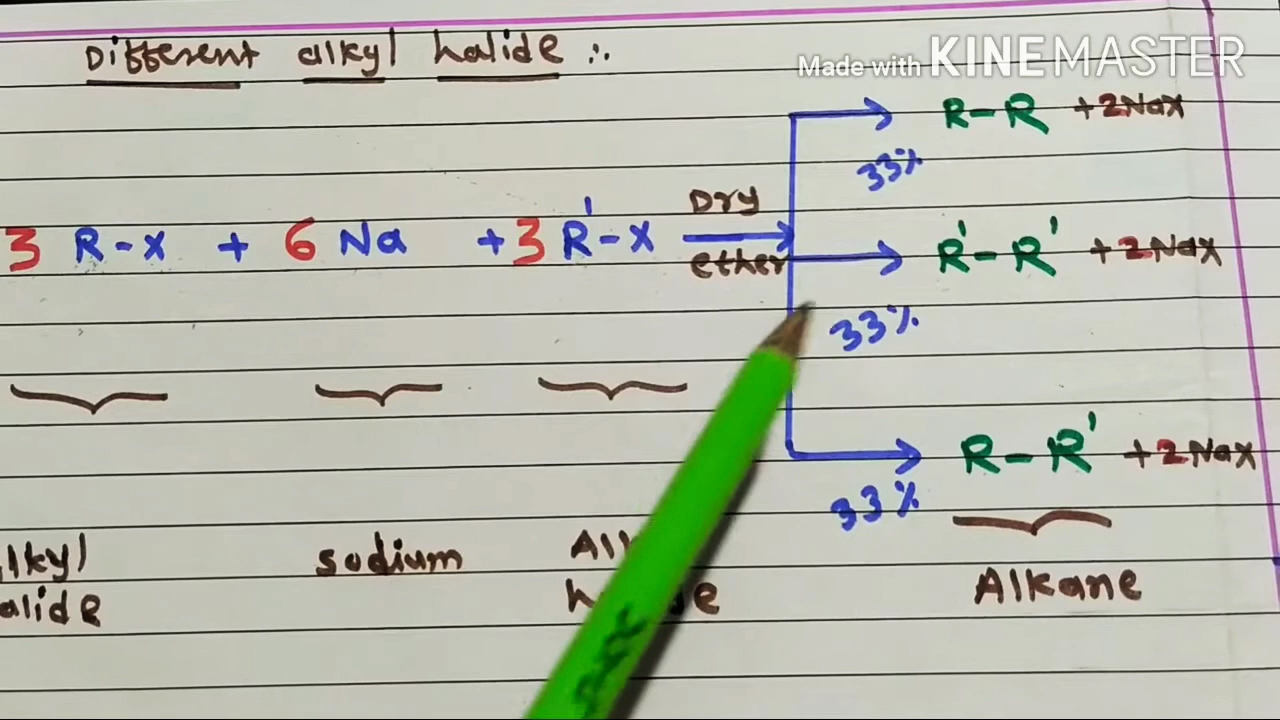 Different alkyl halide :.
Made with KINEMASTER
R-R +2Nax
33%
Dry
3 R-x + 6 Na +3 R'-x
ether
R'-R' +2Nax
33%
R-R' +2Nax
33%
sodium
Alkane